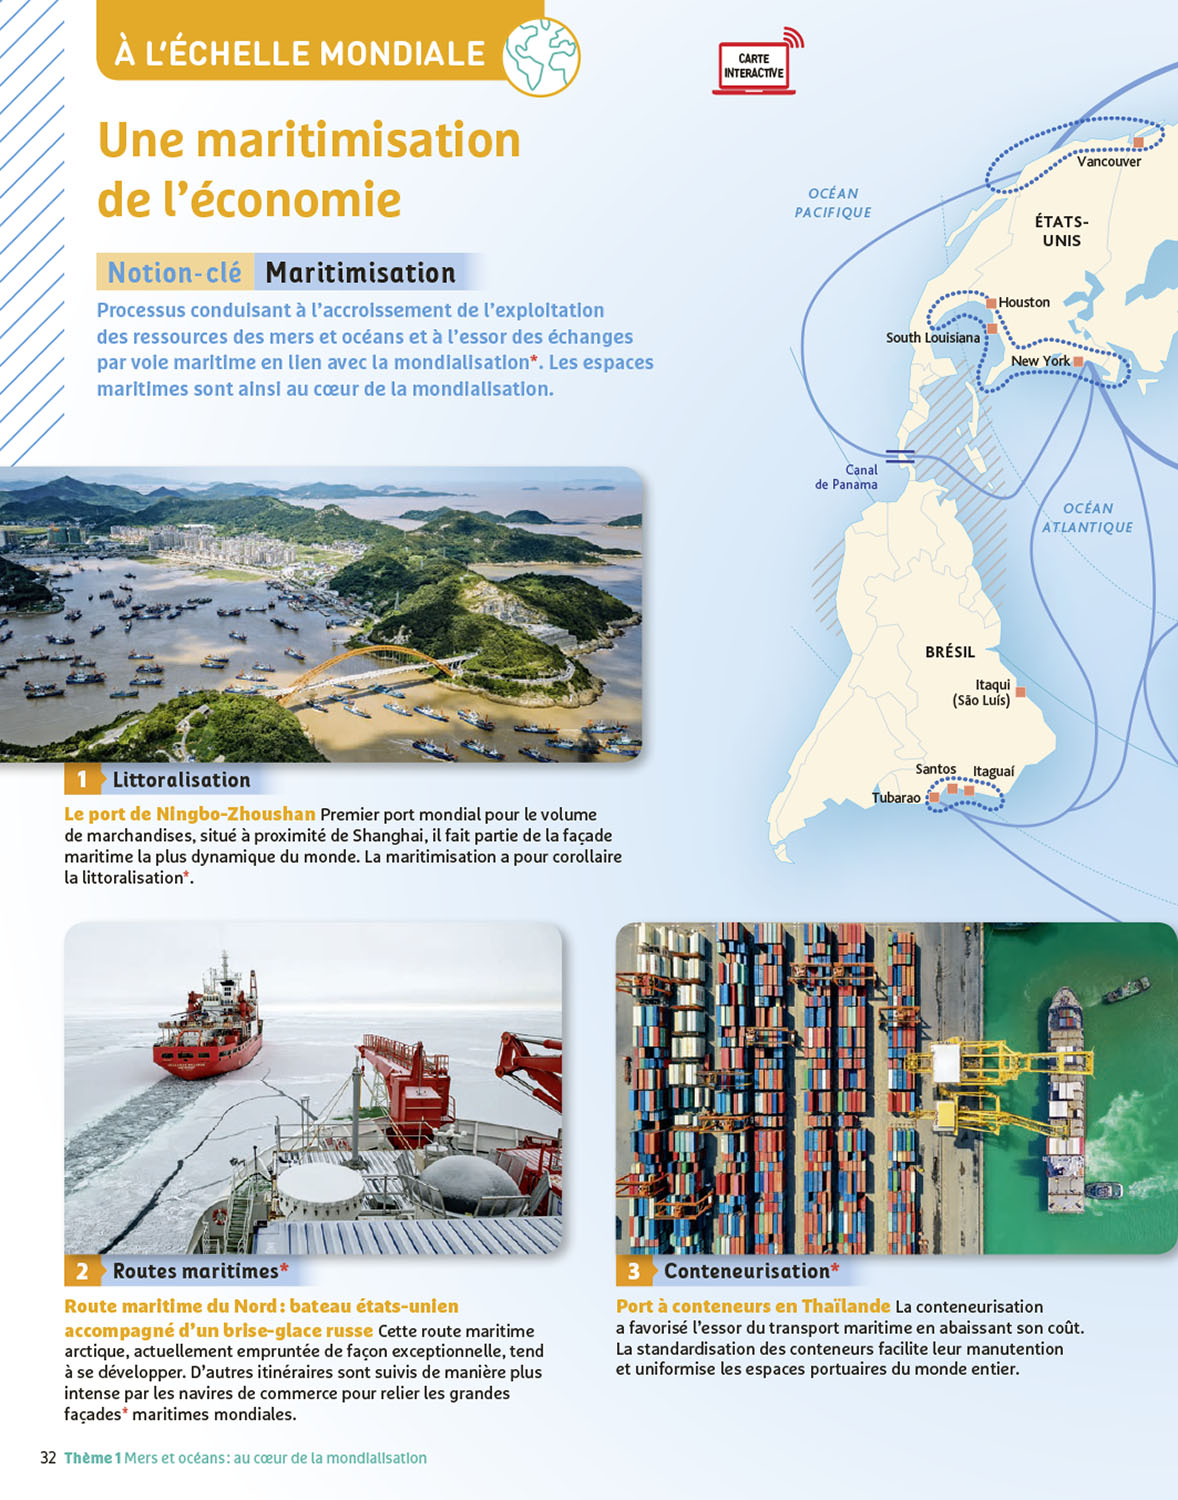 À L'ÉCHELLE MONDIALE
CARTE
INTERACTIVE
Une maritimisation
de l'économie
Notion-clé Maritimisation
Processus conduisant à l'accroissement de l'exploitation
des ressources des mers et océans et à l'essor des échanges
par voie maritime en lien avec la mondialisation*. Les espaces
maritimes sont ainsi au cœur de la mondialisation.
OCÉAN
PACIFIQUE
Vancouver
ÉTATS-
UNIS
Houston
South Louisiana
New York
Canal
de Panama
OCÉAN
ATLANTIQUE
BRÉSIL
Itaqui
(São Luís)
Santos
Itaguaí
Tubarao
1 Littoralisation
Le port de Ningbo-Zhoushan Premier port mondial pour le volume
de marchandises, situé à proximité de Shanghai, il fait partie de la façade
maritime la plus dynamique du monde. La maritimisation a pour corollaire
la littoralisation*.
2 Routes maritimes*
Route maritime du Nord : bateau états-unien
accompagné d'un brise-glace russe Cette route maritime
arctique, actuellement empruntée de façon exceptionnelle, tend
à se développer. D'autres itinéraires sont suivis de manière plus
intense par les navires de commerce pour relier les grandes
façades* maritimes mondiales.
3 Conteneurisation*
Port à conteneurs en Thaïlande La conteneurisation
a favorisé l'essor du transport maritime en abaissant son coût.
La standardisation des conteneurs facilite leur manutention
et uniformise les espaces portuaires du monde entier.
32 Thème 1 Mers et océans : au cœur de la mondialisation